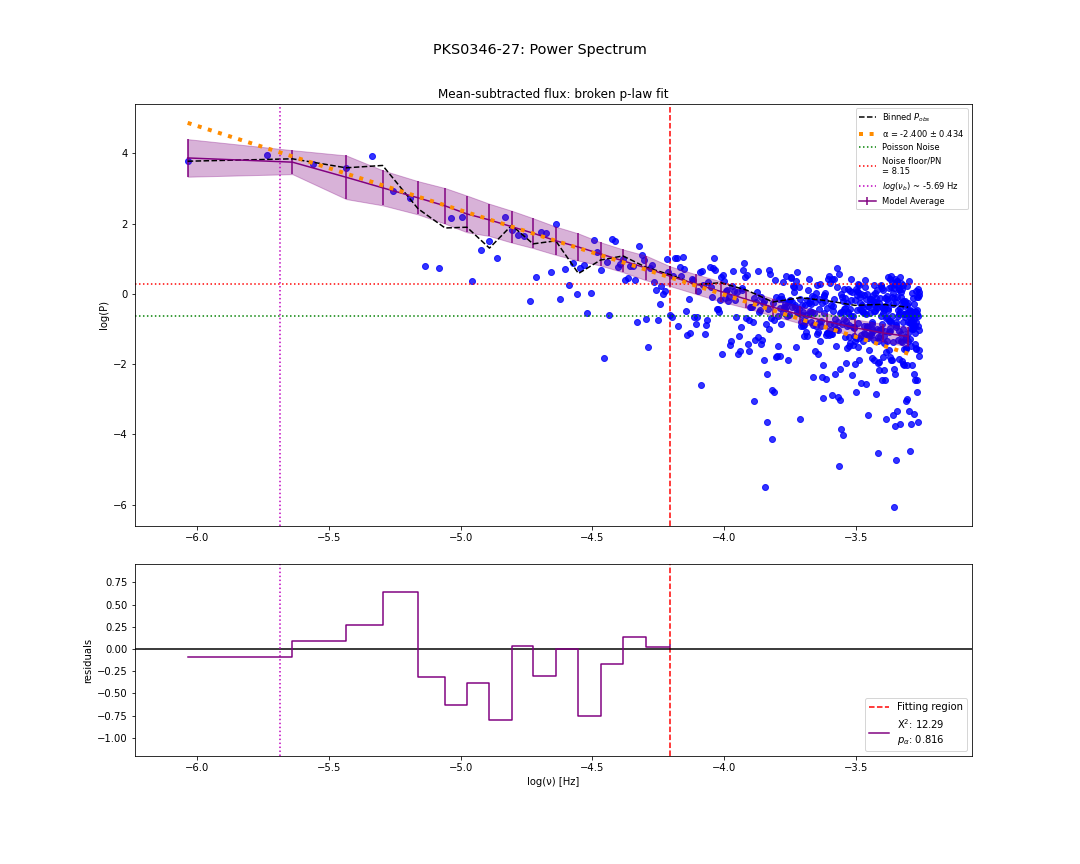 PKS0346-27: Power Spectrum
Mean-subtracted flux: broken p-law fit
log(P)
4
2
0
−2
−4
−6
Binned P_obs
α = -2.400 ± 0.434
Poisson Noise
Noise floor/PN
= 8.15
log(ν_b) ~ -5.69 Hz
Model Average
−6.0 −5.5 −5.0 −4.5 −4.0 −3.5
residuals
0.75
0.50
0.25
0.00
−0.25
−0.50
−0.75
−1.00
Fitting region
X²: 12.29
p_α: 0.816
−6.0 −5.5 −5.0 −4.5 −4.0 −3.5
log(ν) [Hz]